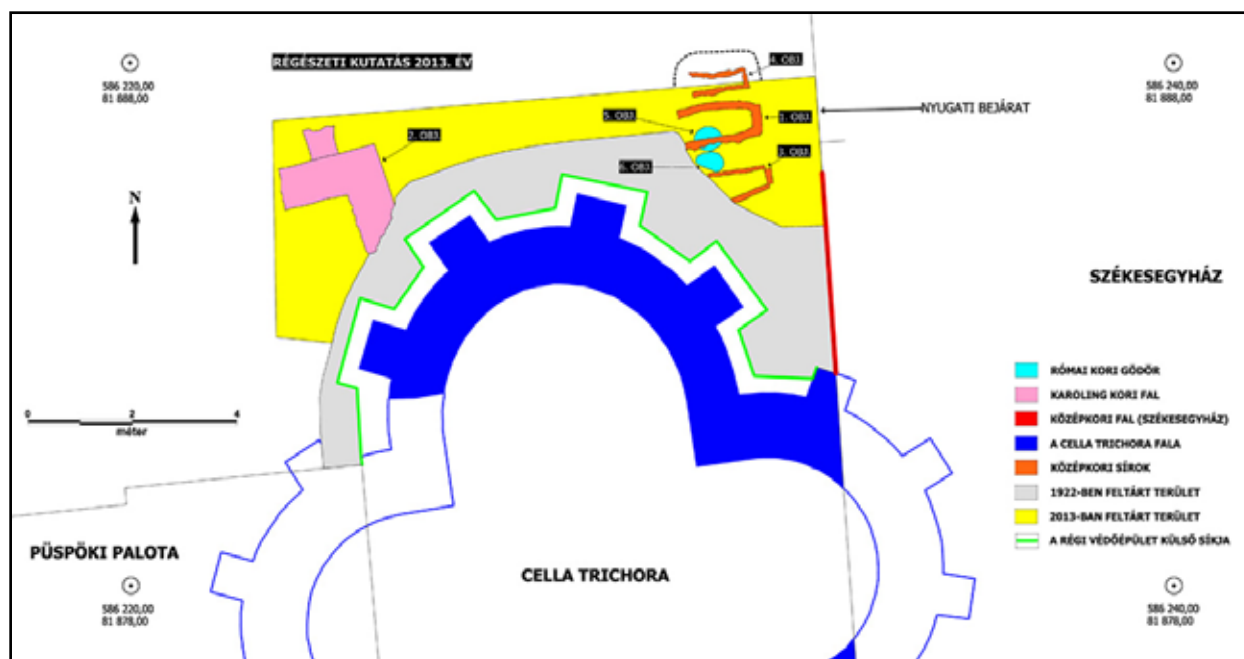 586 220,00
81 888,00
RÉGÉSZETI KUTATÁS 2013. ÉV
4. OBJ.
586 240,00
81 888,00
NYUGATI BEJÁRAT
5. OBJ.
1. OBJ.
2. OBJ.
3. OBJ.
6. OBJ.
N
SZÉKESEGYHÁZ
RÓMAI KORI GÖDÖR
KAROLING KORI FAL
KÖZÉPKORI FAL (SZÉKESEGYHÁZ)
A CELLA TRICHORA FALA
KÖZÉPKORI SÍROK
1922-BEN FELTÁRT TERÜLET
2013-BAN FELTÁRT TERÜLET
A RÉGI VÉDŐÉPÜLET KÜLSŐ SÍKJA
0 2 4
méter
PÜSPÖKI PALOTA
CELLA TRICHORA
586 220,00
81 878,00
586 240,00
81 878,00